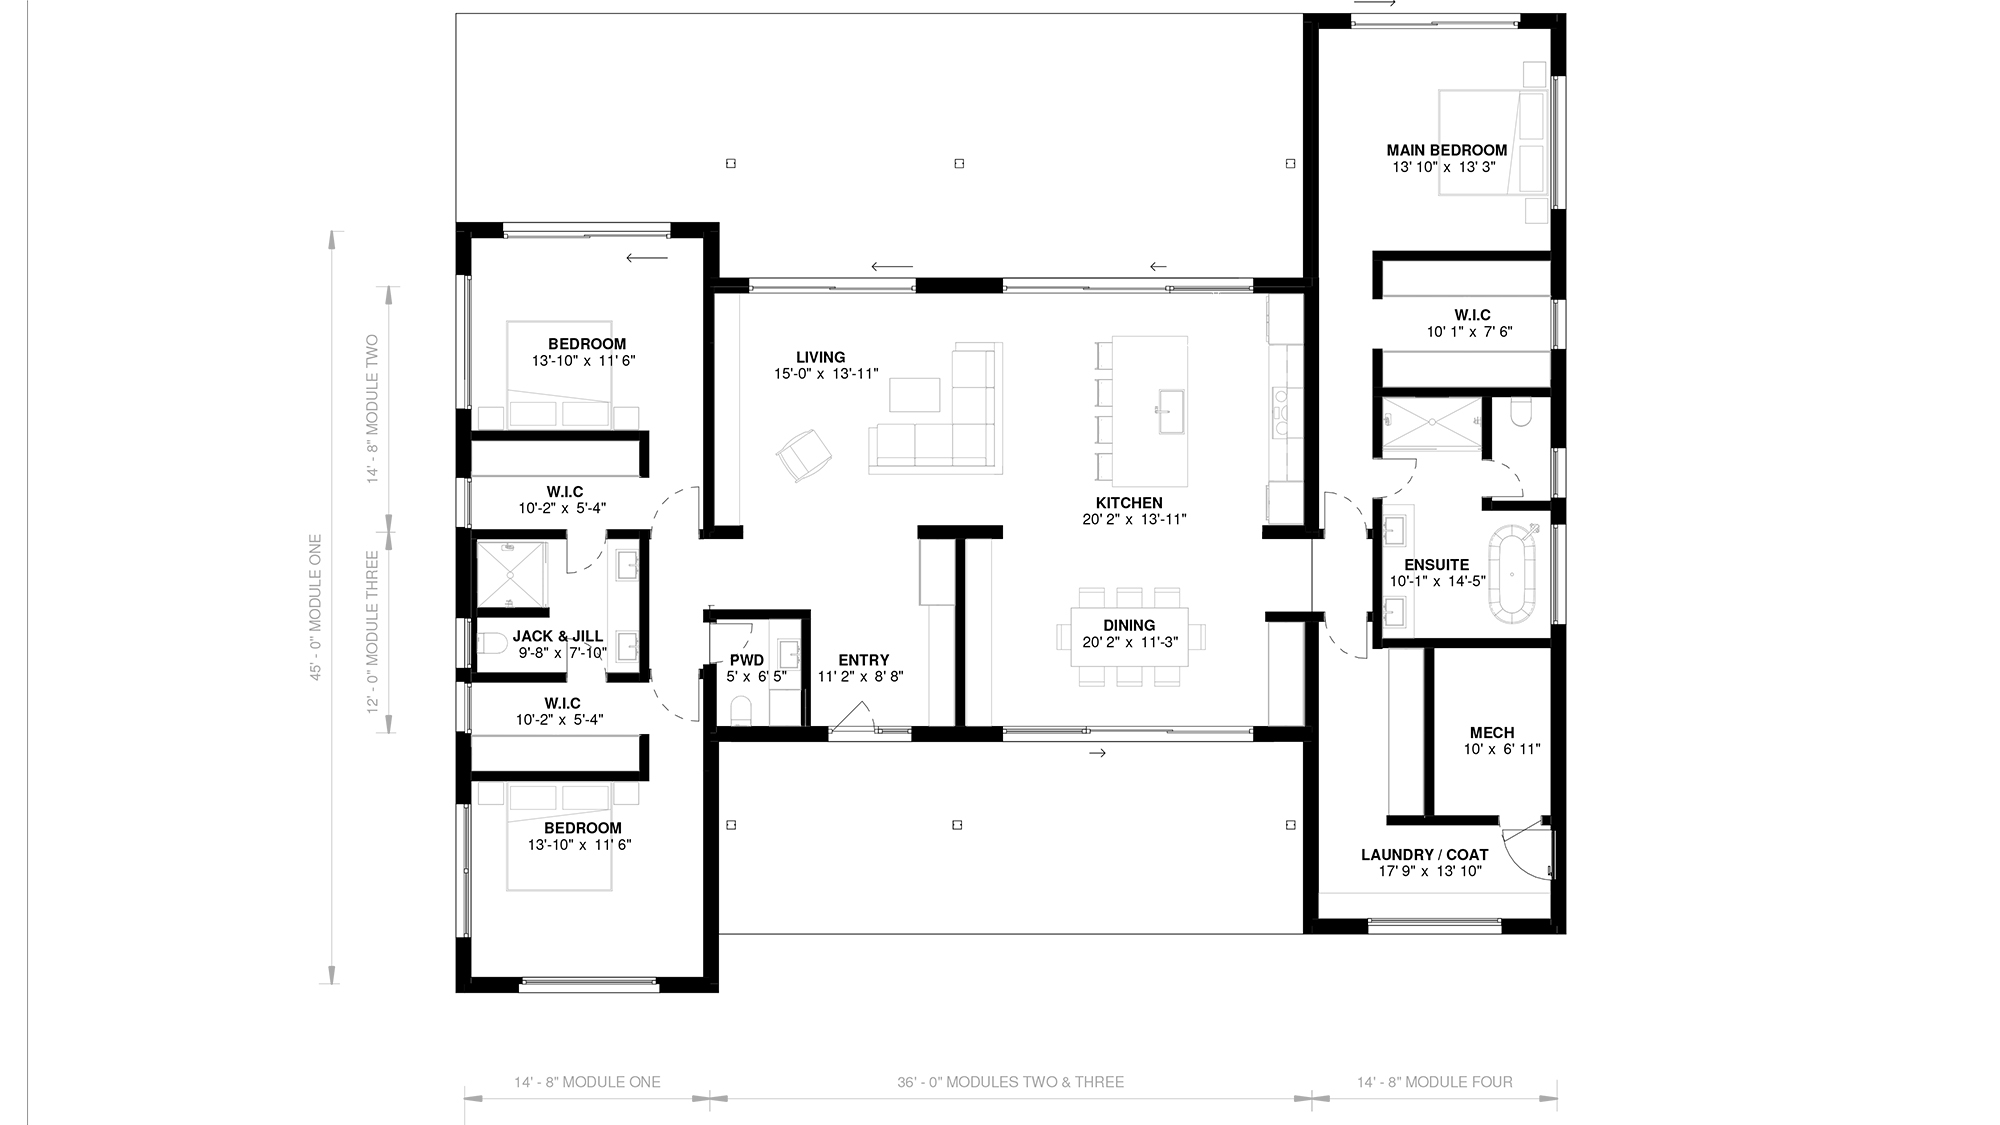 MAIN BEDROOM
13' 10" x 13' 3"
W.I.C
10' 1" x 7' 6"
BEDROOM
13'-10" x 11' 6"
LIVING
15'-0" x 13'-11"
KITCHEN
20' 2" x 13'-11"
W.I.C
10'-2" x 5'-4"
ENSUITE
10'-1" x 14'-5"
JACK & JILL
9'-8" x 7'-10"
PWD
5' x 6' 5"
ENTRY
11' 2" x 8' 8"
DINING
20' 2" x 11'-3"
W.I.C
10'-2" x 5'-4"
MECH
10' x 6' 11"
BEDROOM
13'-10" x 11' 6"
LAUNDRY / COAT
17' 9" x 13' 10"
45' - 0" MODULE ONE
14' - 8" MODULE TWO
12' - 0" MODULE THREE
14' - 8" MODULE ONE
36' - 0" MODULES TWO & THREE
14' - 8" MODULE FOUR